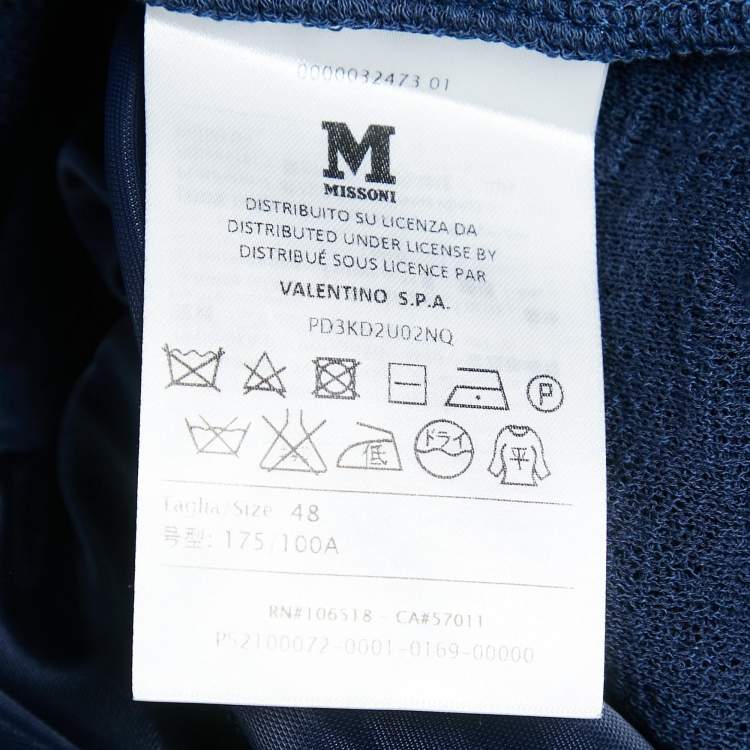 0000032473 01
M
MISSONI
DISTRIBUITO SU LICENZA DA
DISTRIBUTED UNDER LICENSE BY
DISTRIBUÉ SOUS LICENCE PAR
VALENTINO S.P.A.
PD3KD2U02NQ
P
低 ドライ 平
Taglia/Size 48
号型: 175/100A
RN#106518 - CA#57011
P52100072-0001-0169-00000